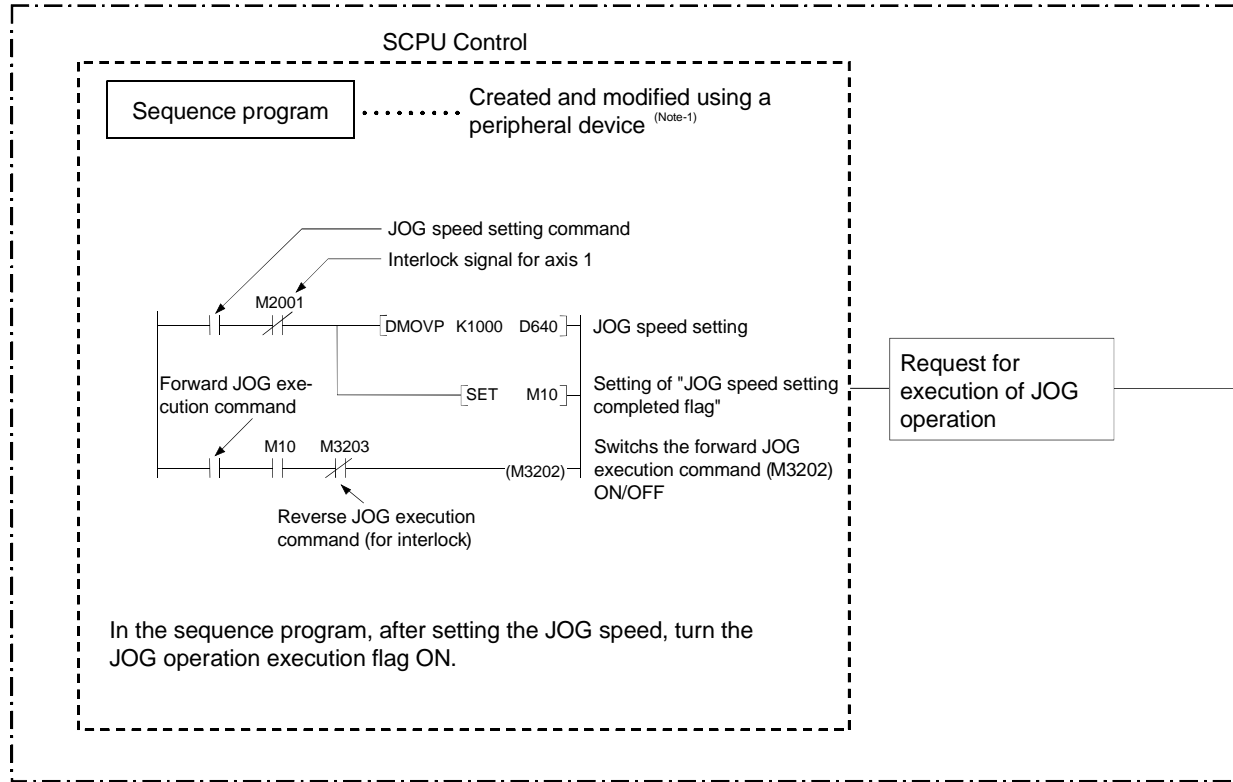 SCPU Control
Sequence program
Created and modified using a
peripheral device (Note-1)
JOG speed setting command
Interlock signal for axis 1
M2001
DMOVP K1000 D640
JOG speed setting
Forward JOG exe-
cution command
SET M10
Setting of "JOG speed setting
completed flag"
M10 M3203
(M3202)
Switchs the forward JOG
execution command (M3202)
ON/OFF
Reverse JOG execution
command (for interlock)
Request for
execution of JOG
operation
In the sequence program, after setting the JOG speed, turn the
JOG operation execution flag ON.